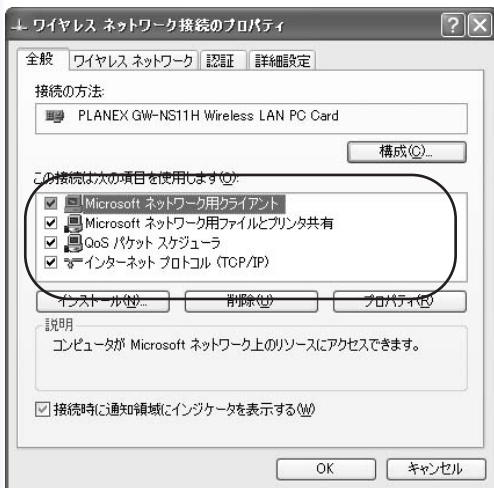 ワイヤレス ネットワーク接続のプロパティ
全般 ワイヤレス ネットワーク 認証 詳細設定
接続の方法:
PLANEX GW-NS11H Wireless LAN PC Card
構成(C)...
この接続は次の項目を使用します(O):
Microsoft ネットワーク用クライアント
Microsoft ネットワーク用ファイルとプリンタ共有
QoS パケット スケジューラ
インターネット プロトコル (TCP/IP)
インストール(N)... 削除(U) プロパティ(R)
説明
コンピュータが Microsoft ネットワーク上のリソースにアクセスできます。
接続時に通知領域にインジケータを表示する(W)
OK キャンセル